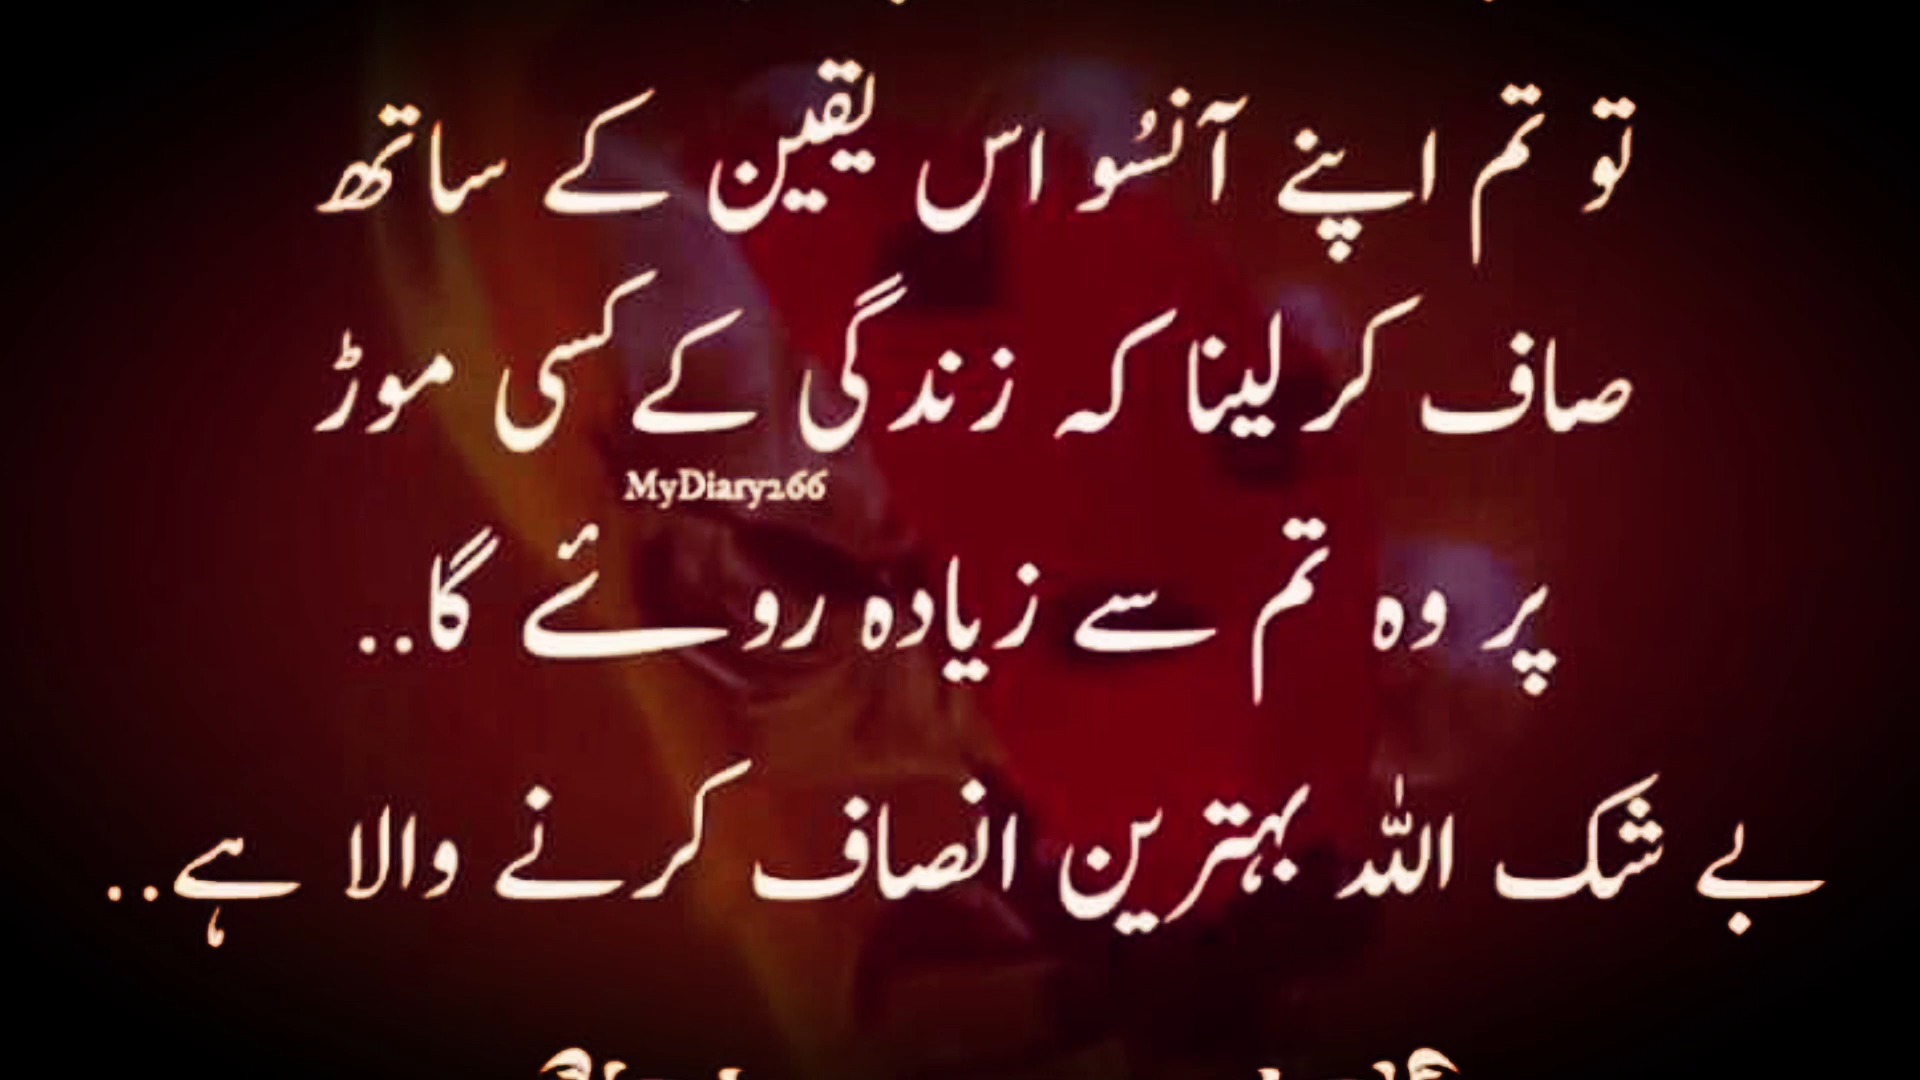 تو تم اپنے آنسُو اس یقین کے ساتھ
صاف کر لینا کہ زندگی کے کسی موڑ
MyDiary266
پر وہ تم سے زیادہ روئے گا..
بے شک اللہ بہترین انصاف کرنے والا ہے..